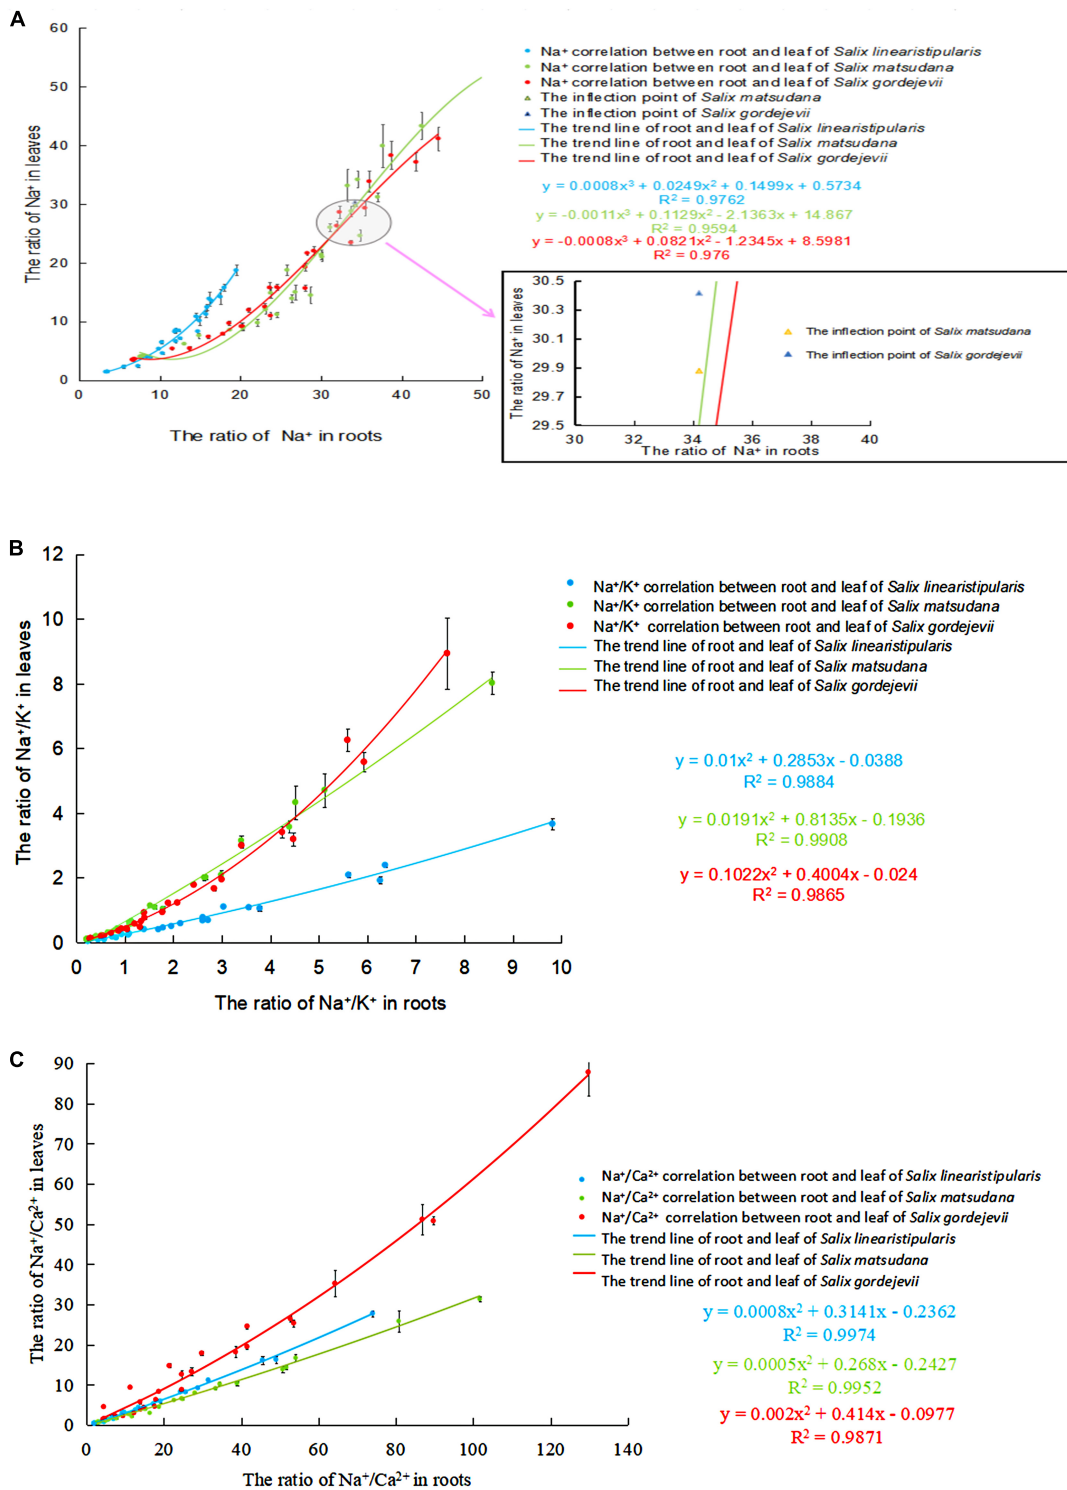 A
60
50
40
30
20
10
0
The ratio of Na⁺ in leaves
0 10 20 30 40 50
The ratio of Na⁺ in roots
Na⁺ correlation between root and leaf of Salix linearistipularis
Na⁺ correlation between root and leaf of Salix matsudana
Na⁺ correlation between root and leaf of Salix gordejevii
The inflection point of Salix matsudana
The inflection point of Salix gordejevii
The trend line of root and leaf of Salix linearistipularis
The trend line of root and leaf of Salix matsudana
The trend line of root and leaf of Salix gordejevii
y = 0.0008x³ + 0.0249x² + 0.1499x + 0.5734
R² = 0.9762
y = -0.0011x³ + 0.1129x² - 2.1363x + 14.867
R² = 0.9594
y = -0.0008x³ + 0.0821x² - 1.2345x + 8.5981
R² = 0.976
30.5
30.3
30.1
29.9
29.7
29.5
The ratio of Na⁺ in leaves
30 32 34 36 38 40
The ratio of Na⁺ in roots
The inflection point of Salix matsudana
The inflection point of Salix gordejevii
B
12
10
8
6
4
2
0
The ratio of Na⁺/K⁺ in leaves
0 1 2 3 4 5 6 7 8 9 10
The ratio of Na⁺/K⁺ in roots
Na⁺/K⁺ correlation between root and leaf of Salix linearistipularis
Na⁺/K⁺ correlation between root and leaf of Salix matsudana
Na⁺/K⁺ correlation between root and leaf of Salix gordejevii
The trend line of root and leaf of Salix linearistipularis
The trend line of root and leaf of Salix matsudana
The trend line of root and leaf of Salix gordejevii
y = 0.01x² + 0.2853x - 0.0388
R² = 0.9884
y = 0.0191x² + 0.8135x - 0.1936
R² = 0.9908
y = 0.1022x² + 0.4004x - 0.024
R² = 0.9865
C
90
80
70
60
50
40
30
20
10
0
The ratio of Na⁺/Ca²⁺ in leaves
0 20 40 60 80 100 120 140
The ratio of Na⁺/Ca²⁺ in roots
Na⁺/Ca²⁺ correlation between root and leaf of Salix linearistipularis
Na⁺/Ca²⁺ correlation between root and leaf of Salix matsudana
Na⁺/Ca²⁺ correlation between root and leaf of Salix gordejevii
The trend line of root and leaf of Salix linearistipularis
The trend line of root and leaf of Salix matsudana
The trend line of root and leaf of Salix gordejevii
y = 0.0008x² + 0.3141x - 0.2362
R² = 0.9974
y = 0.0005x² + 0.268x - 0.2427
R² = 0.9952
y = 0.002x² + 0.414x - 0.0977
R² = 0.9871